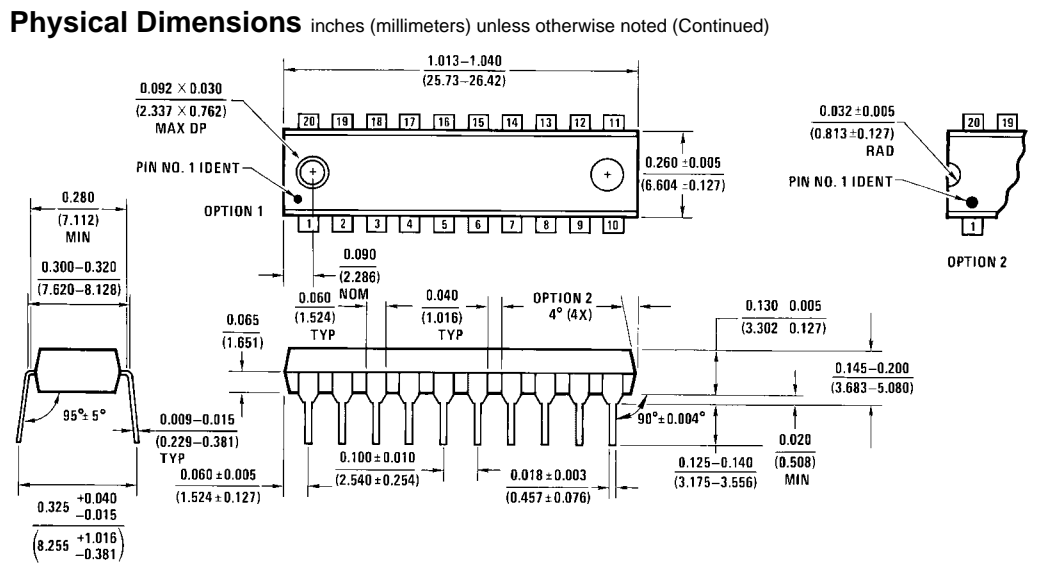 Physical Dimensions inches (millimeters) unless otherwise noted (Continued)
1.013–1.040
(25.73–26.42)
0.092 × 0.030
(2.337 × 0.762)
MAX DP
20 19 18 17 16 15 14 13 12 11
PIN NO. 1 IDENT
OPTION 1
1 2 3 4 5 6 7 8 9 10
0.260 ±0.005
(6.604 ±0.127)
0.032 ±0.005
(0.813±0.127)
RAD
20 19
PIN NO. 1 IDENT
1
OPTION 2
0.280
(7.112)
MIN
0.300–0.320
(7.620–8.128)
0.090
(2.286)
NOM
0.060
(1.524)
TYP
0.040
(1.016)
TYP
OPTION 2
4° (4X)
0.130 0.005
(3.302 0.127)
0.065
(1.651)
0.145–0.200
(3.683–5.080)
95°± 5°
0.009–0.015
(0.229–0.381)
TYP
90°±0.004°
0.020
(0.508)
MIN
0.125–0.140
(3.175–3.556)
0.100 ±0.010
(2.540 ±0.254)
0.018 ±0.003
(0.457 ±0.076)
0.060 ±0.005
(1.524 ±0.127)
0.325 +0.040
–0.015
(8.255 +1.016
–0.381)